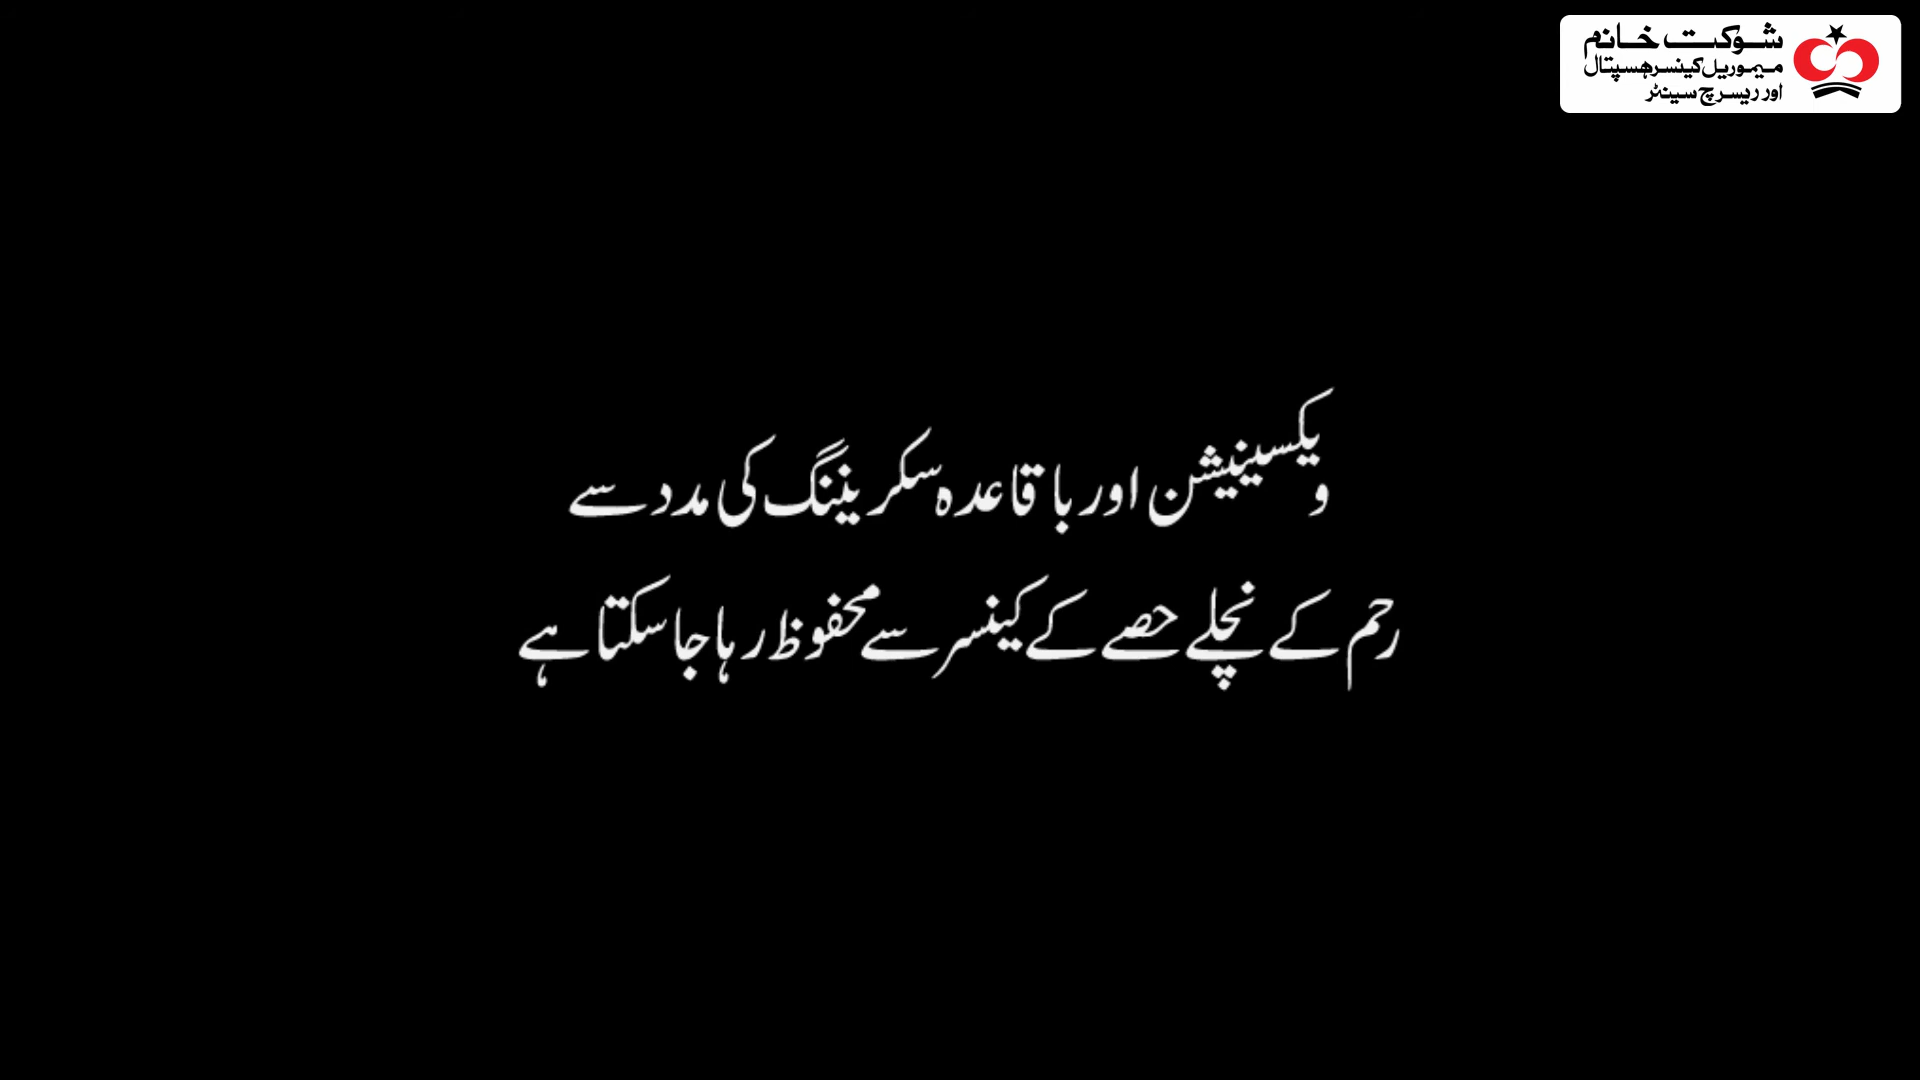 شوکت خانم
میموریل کینسر ہسپتال
اور ریسرچ سینٹر
ویکسینیشن اور باقاعدہ سکریننگ کی مدد سے
رحم کے نچلے حصے کے کینسر سے محفوظ رہا جا سکتا ہے